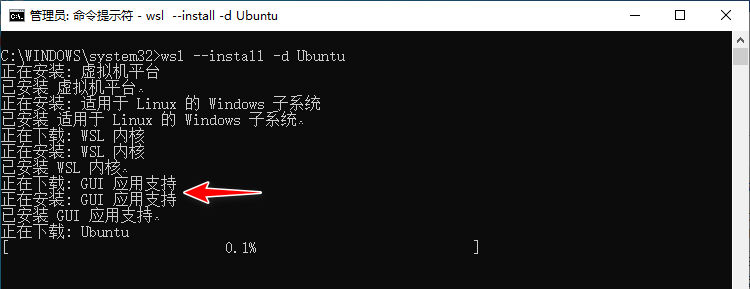 管理员: 命令提示符 - wsl  --install -d Ubuntu
C:\WINDOWS\system32>wsl --install -d Ubuntu
正在安装: 虚拟机平台
已安装 虚拟机平台。
正在安装: 适用于 Linux 的 Windows 子系统
已安装 适用于 Linux 的 Windows 子系统。
正在下载: WSL 内核
正在安装: WSL 内核
已安装 WSL 内核。
正在下载: GUI 应用支持
正在安装: GUI 应用支持
已安装 GUI 应用支持。
正在下载: Ubuntu
[                           0.1%                           ]